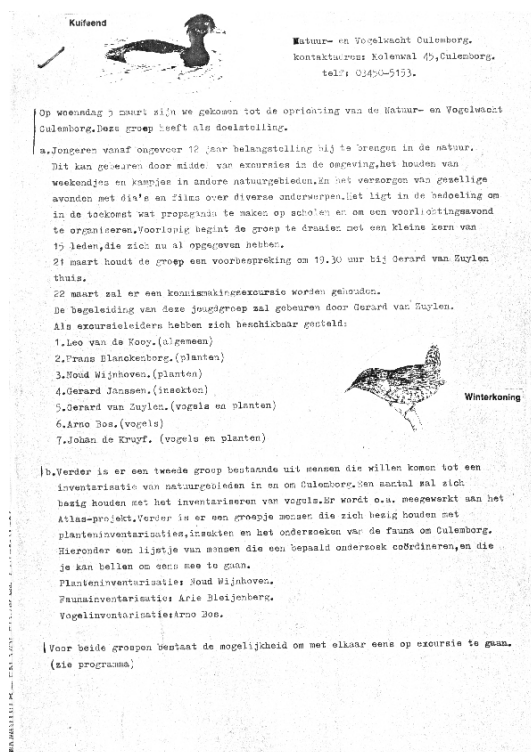 Kuifeend
Natuur- en Vogelwacht Culemborg.
kontaktadres: Kolenwal 45,Culemborg.
telf: 03450-5153.
Op woensdag 5 maart zijn we gekomen tot de oprichting van de Natuur- en Vogelwacht
Culemborg.Deze groep heeft als doelstelling.
a.Jongeren vanaf ongeveer 12 jaar belangstelling bij te brengen in de natuur.
Dit kan gebeuren door middel van excursies in de omgeving,het houden van
weekendjes en kampjes in andere natuurgebieden.En het verzorgen van gezellige
avonden met dia's en films over diverse onderwerpen.Het ligt in de bedoeling om
in de toekomst wat propaganda te maken op scholen en om een voorlichtingsavond
te organiseren.Voorlopig begint de groep te draaien met een kleine kern van
15 leden,die zich nu al opgegeven hebben.
21 maart houdt de groep een voorbespreking om 19.30 uur bij Gerard van Zuylen
thuis.
22 maart zal er een kennismakingsexcursie worden gehouden.
De begeleiding van deze jeugdgroep zal gebeuren door Gerard van Zuylen.
Als excursieleiders hebben zich beschikbaar gesteld:
1.Leo van de Kooy.(algemeen)
2.Frans Blanckenborg.(planten)
3.Noud Wijnhoven.(planten)
4.Gerard Janssen.(insekten)
5.Gerard van Zuylen.(vogels en planten)
6.Arno Bos.(vogels)
7.Johan de Kruyf. (vogels en planten)
Winterkoning
b.Verder is er een tweede groep bestaande uit mensen die willen komen tot een
inventarisatie van natuurgebieden in en om Culemborg.Een aantal zal zich
bezig houden met het inventariseren van vogels.Er wordt o.a. meegewerkt aan het
Atlas-projekt.Verder is er een groepje mensen die zich bezig houden met
planteninventarisaties,insekten en het onderzoeken van de fauna om Culemborg.
Hieronder een lijstje van mensen die een bepaald onderzoek coördineren,en die
je kan bellen om eens mee te gaan.
Planteninventarisatie: Noud Wijnhoven.
Faunainventarisatie: Arie Bleijenberg.
Vogelinventarisatie:Arno Bos.
Voor beide groepen bestaat de mogelijkheid om met elkaar eens op excursie te gaan.
(zie programma)